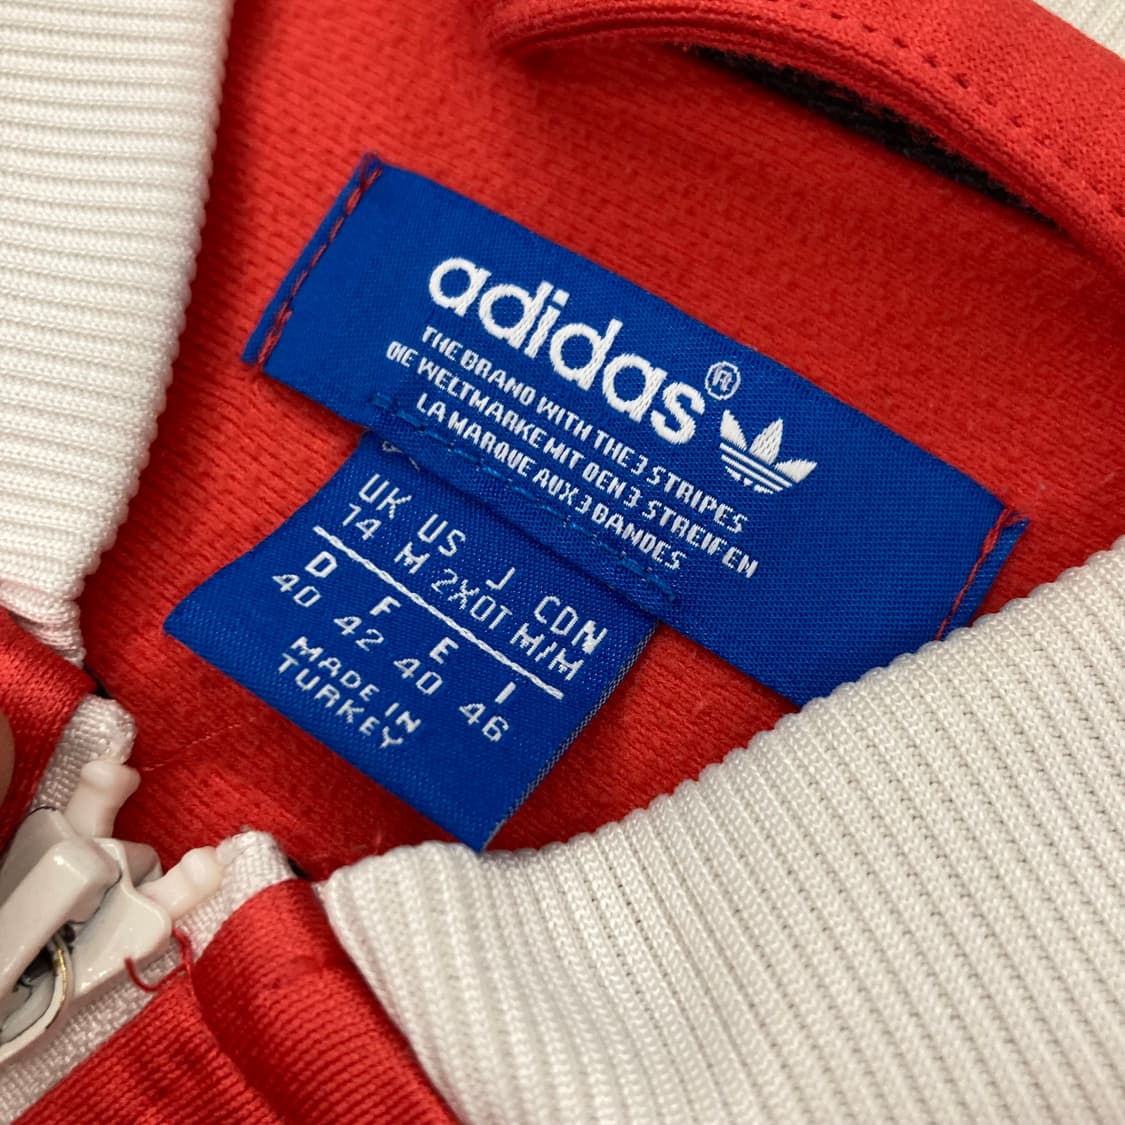 adidas®
THE BRAND WITH THE 3 STRIPES
DIE WELTMARKE MIT DEN 3 STREIFEN
LA MARQUE AUX 3 BANDES
UK US J CDN
14 M 2XOT M/M
D F E I
40 42 40 46
MADE IN
TURKEY